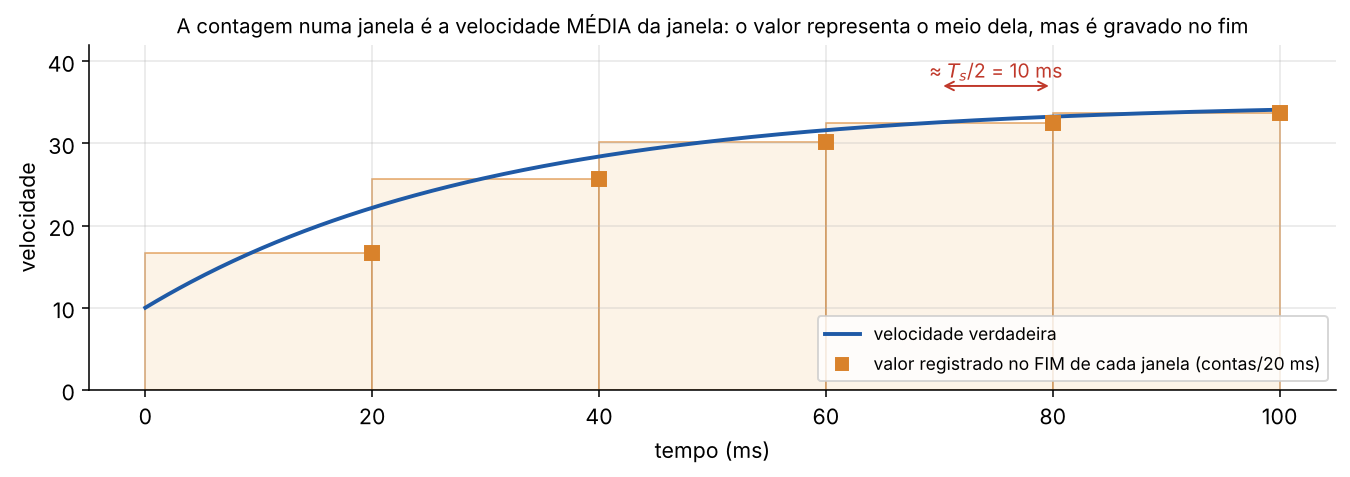 A contagem numa janela é a velocidade MÉDIA da janela: o valor representa o meio dela, mas é gravado no fim
≈ Tₛ/2 = 10 ms
velocidade
40
30
20
10
0
velocidade verdadeira
valor registrado no FIM de cada janela (contas/20 ms)
0 20 40 60 80 100
tempo (ms)